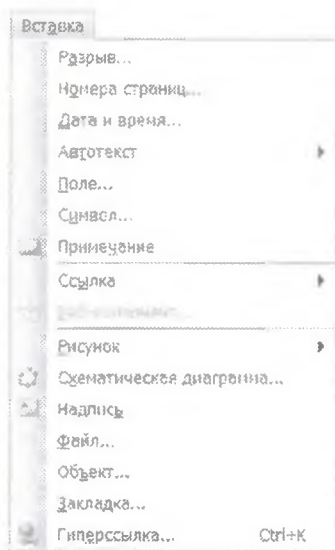 Вставка
Разрыв...
Номера страниц...
Дата и время...
Автотекст
Поле...
Символ...
Примечание
Ссылка
Рисунок
Схематическая диаграмма...
Надпись
Файл...
Объект...
Закладка...
Гиперссылка... Ctrl+K